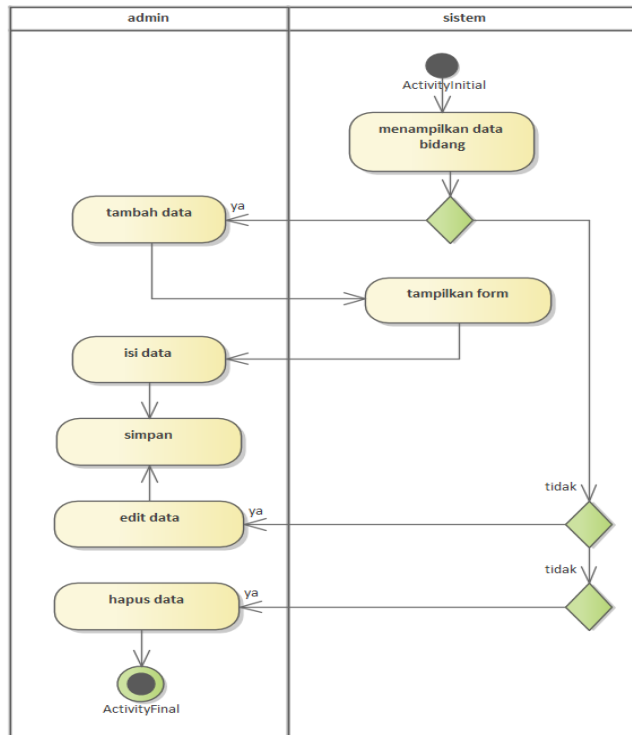 admin
sistem
ActivityInitial
menampilkan data
bidang
tambah data
ya
tampilkan form
isi data
simpan
tidak
edit data
ya
tidak
hapus data
ya
ActivityFinal